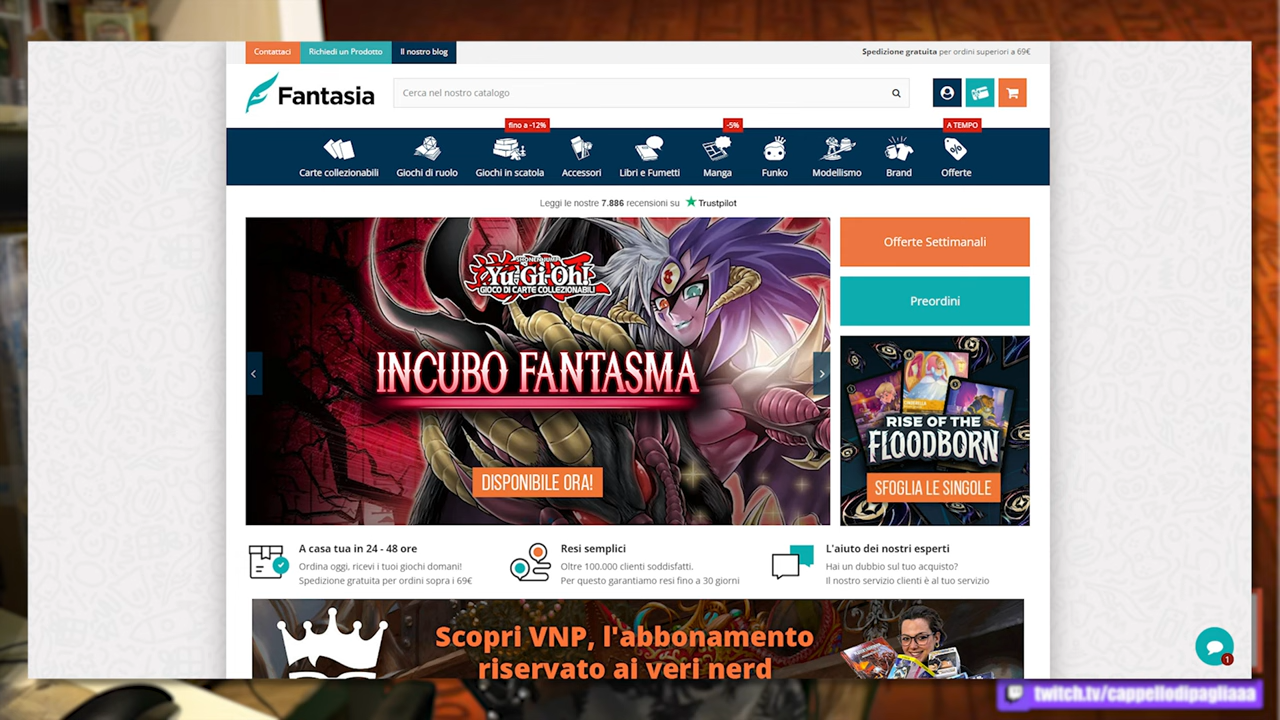 Contattaci Richiedi un Prodotto Il nostro blog Spedizione gratuita per ordini superiori a 69€
Fantasia
Cerca nel nostro catalogo
fino a -12% -5% A TEMPO
Carte collezionabili Giochi di ruolo Giochi in scatola Accessori Libri e Fumetti Manga Funko Modellismo Brand Offerte
Leggi le nostre 7.886 recensioni su Trustpilot
SHONEN JUMP
Yu-Gi-Oh!
GIOCO DI CARTE COLLEZIONABILI
INCUBO FANTASMA
DISPONIBILE ORA!
Offerte Settimanali
Preordini
RISE OF THE
FLOODBORN
SFOGLIA LE SINGOLE
A casa tua in 24 - 48 ore
Ordina oggi, ricevi i tuoi giochi domani!
Spedizione gratuita per ordini sopra i 69€
Resi semplici
Oltre 100.000 clienti soddisfatti.
Per questo garantiamo resi fino a 30 giorni
L'aiuto dei nostri esperti
Hai un dubbio sul tuo acquisto?
Il nostro servizio clienti è al tuo servizio
Scopri VNP, l'abbonamento
riservato ai veri nerd
1
twitch.tv/cappellodipagliaaa